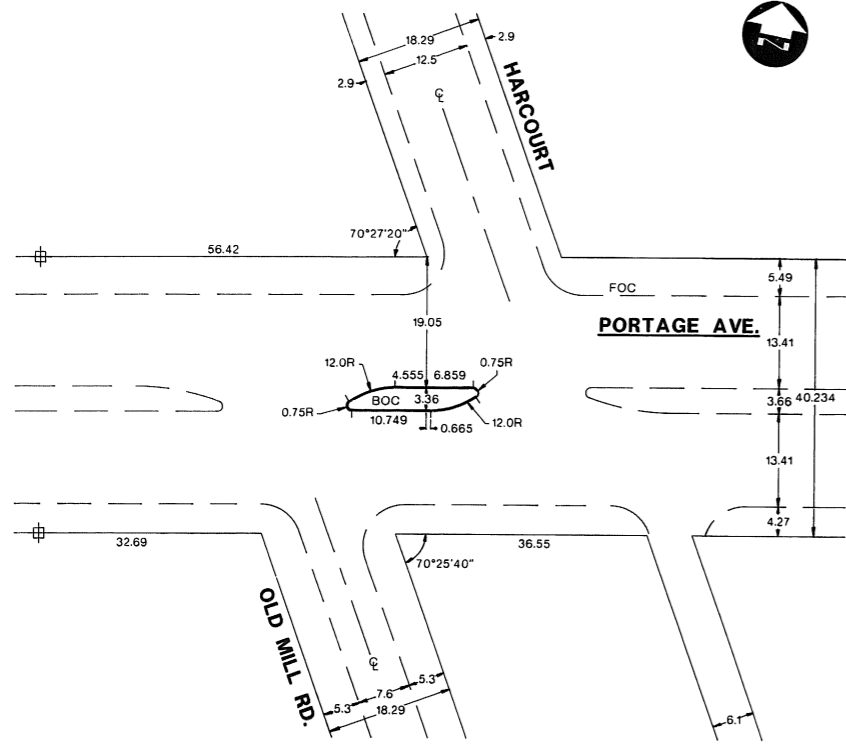 18.29
2.9
12.5
2.9
℄
HARCOURT
N
70°27'20"
56.42
5.49
FOC
19.05
PORTAGE AVE.
13.41
12.0R
4.555
6.859
0.75R
BOC
3.36
3.66
40.234
0.75R
10.749
12.0R
0.665
13.41
4.27
32.69
36.55
70°25'40"
OLD MILL RD.
℄
5.3
7.6
5.3
18.29
6.1